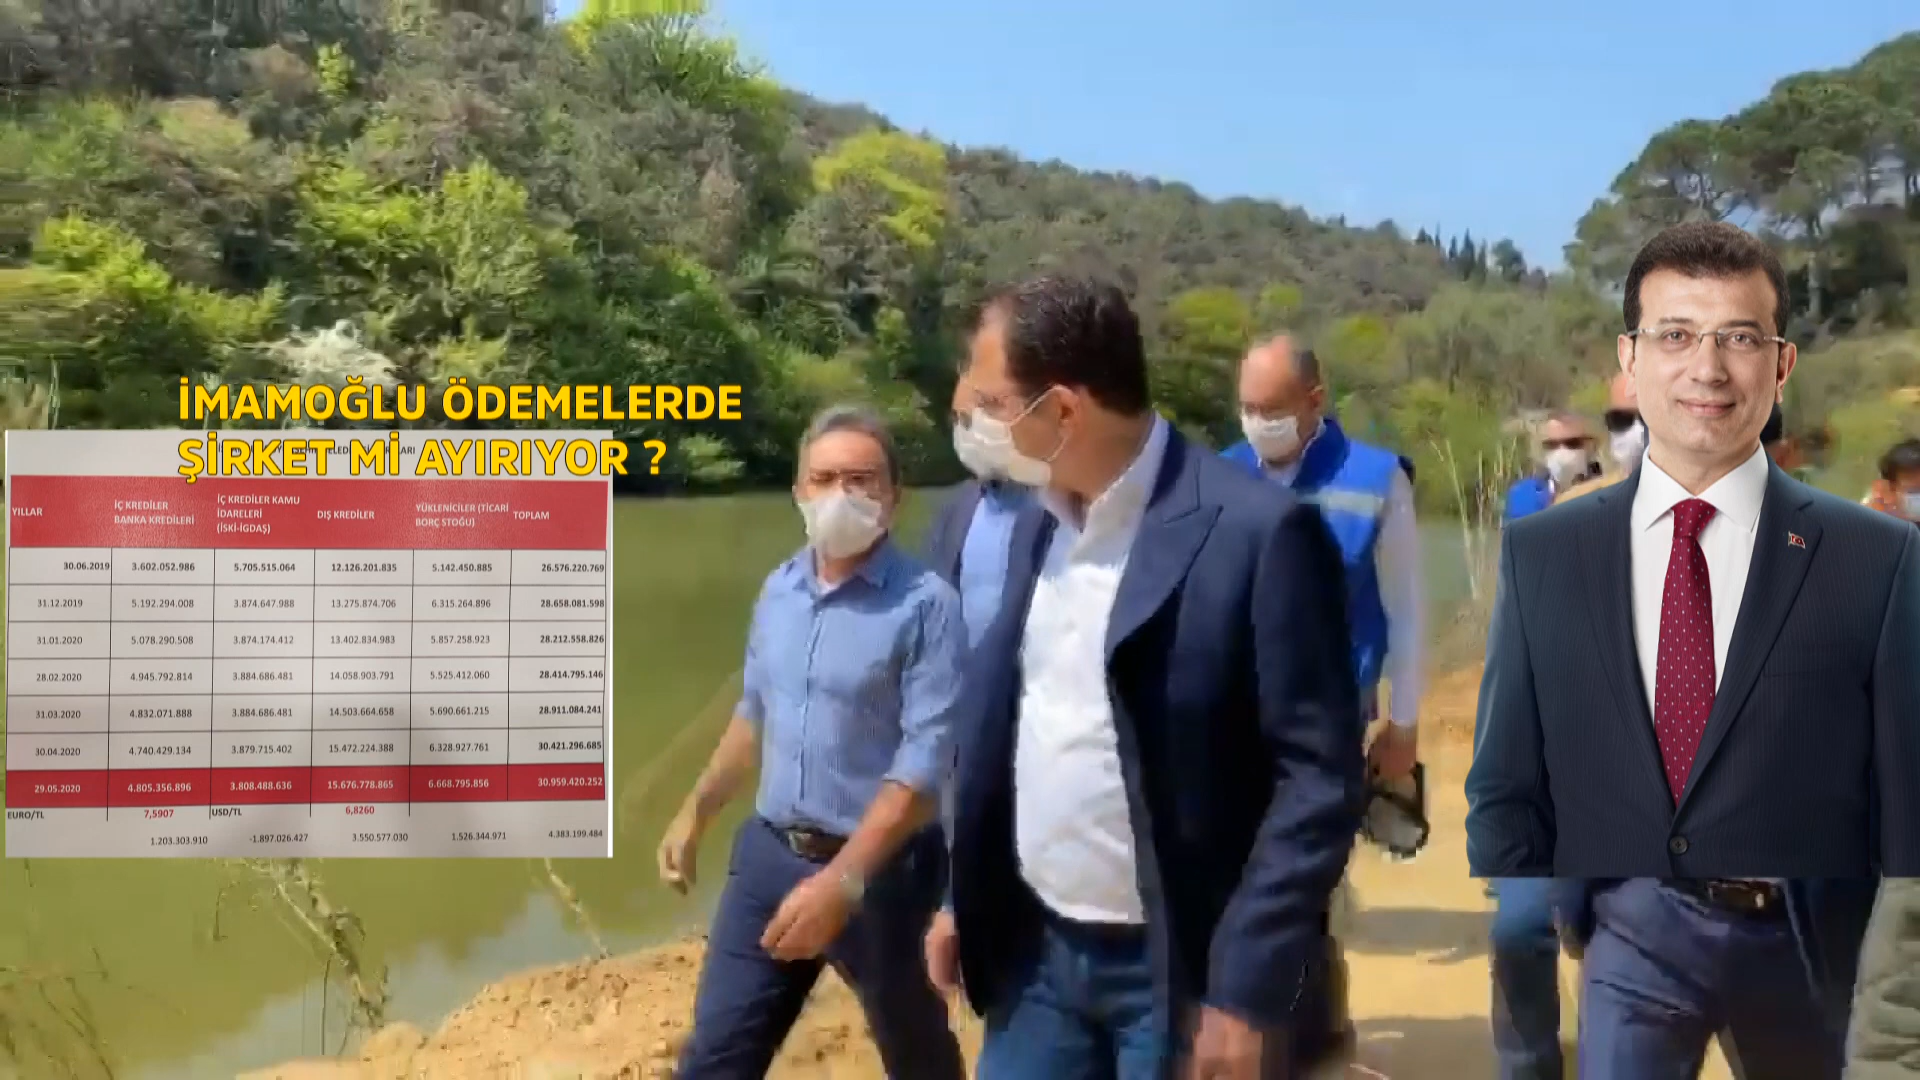 İMAMOĞLU ÖDEMELERDE
ŞİRKET Mİ AYIRIYOR ?
YILLAR İÇ KREDİLER BANKA KREDİLERİ İÇ KREDİLER KAMU İDARELERİ (İSKİ-İGDAŞ) DIŞ KREDİLER YÜKLENİCİLER (TİCARİ BORÇ STOĞU) TOPLAM
30.06.2019 3.602.052.986 5.705.515.064 12.126.201.835 5.142.450.885 26.576.220.769
31.12.2019 5.192.294.008 3.874.647.988 13.275.874.706 6.315.264.896 28.658.081.598
31.01.2020 5.078.290.508 3.874.174.412 13.402.834.983 5.857.258.923 28.212.558.826
28.02.2020 4.945.792.814 3.884.686.481 14.058.903.791 5.525.412.060 28.414.795.146
31.03.2020 4.832.071.888 3.884.686.481 14.503.664.658 5.690.661.215 28.911.084.241
30.04.2020 4.740.429.134 3.879.715.402 15.472.224.388 6.328.927.761 30.421.296.685
29.05.2020 4.805.356.896 3.808.488.636 15.676.778.865 6.668.795.856 30.959.420.252
EURO/TL 7,5907 USD/TL 6,8260
1.203.303.910 -1.897.026.427 3.550.577.030 1.526.344.971 4.383.199.484